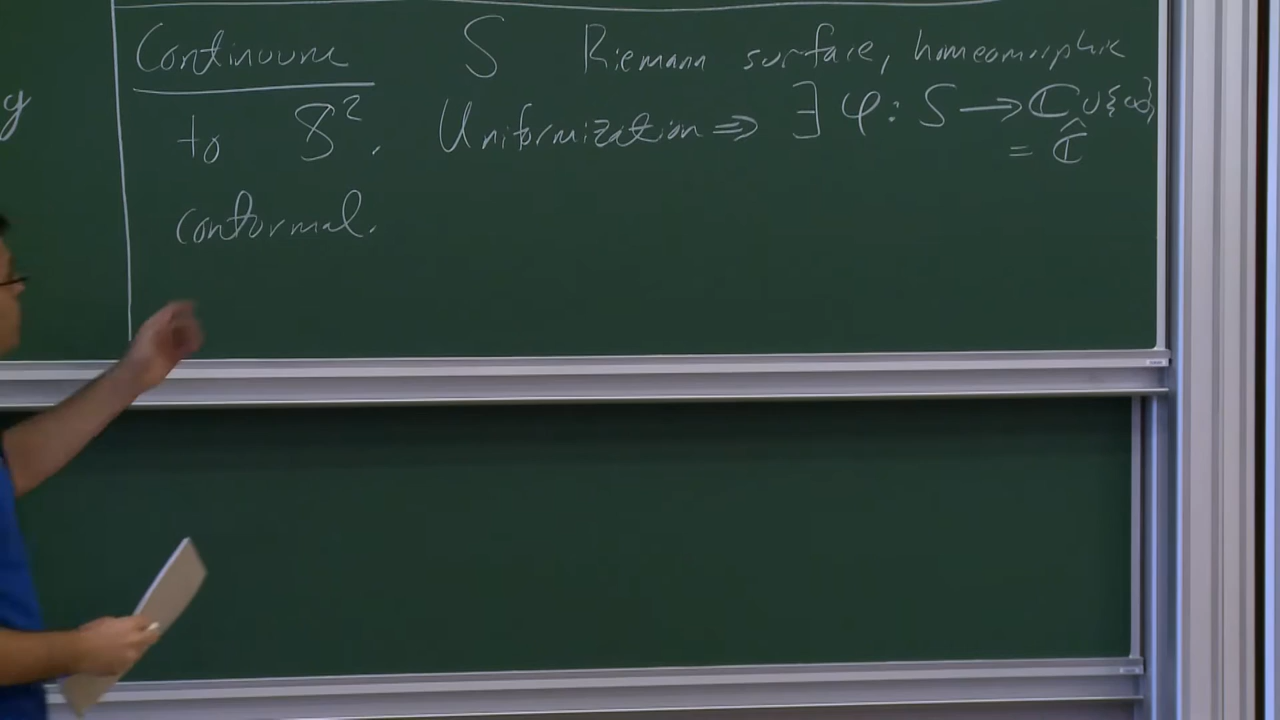 Continuum S Riemann surface, homeomorphic
y
to S². Uniformization ⇒ ∃ φ: S → ℂ∪{∞}
= ℂ̂
conformal.